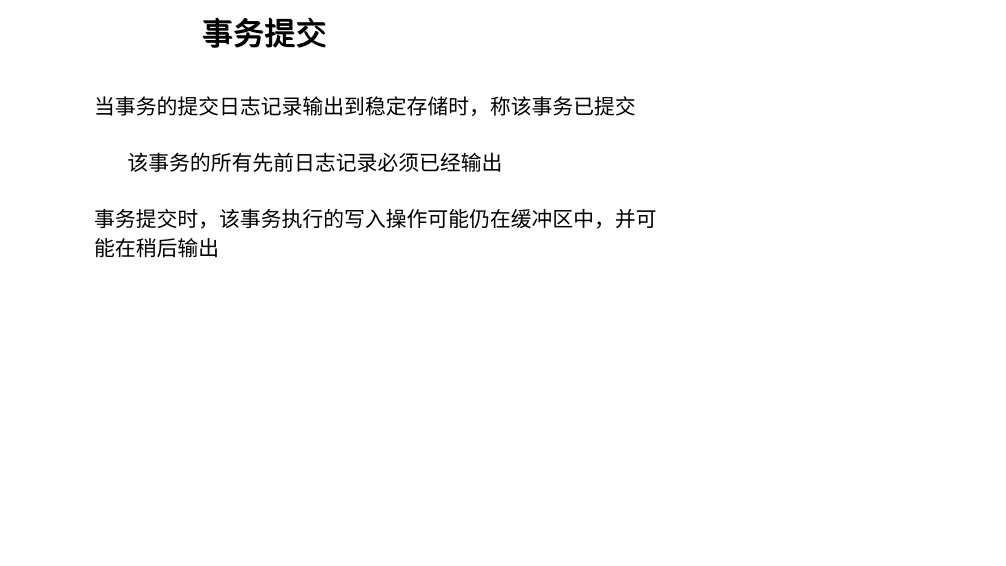 事务提交
当事务的提交日志记录输出到稳定存储时，称该事务已提交
该事务的所有先前日志记录必须已经输出
事务提交时，该事务执行的写入操作可能仍在缓冲区中，并可
能在稍后输出